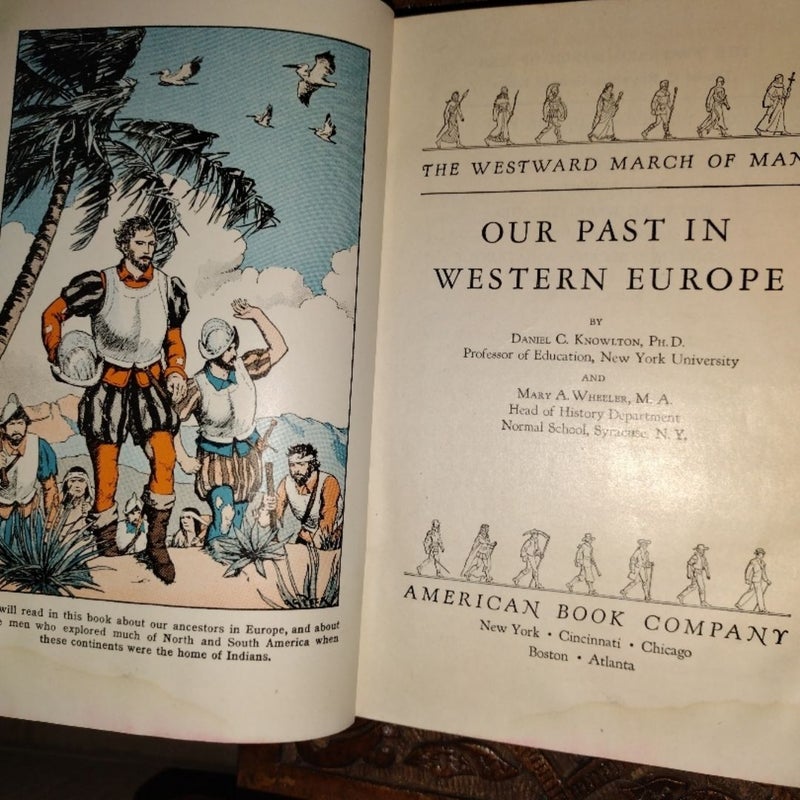 will read in this book about our ancestors in Europe, and about
men who explored much of North and South America when
these continents were the home of Indians.
THE WESTWARD MARCH OF MAN
OUR PAST IN
WESTERN EUROPE
BY
DANIEL C. KNOWLTON, PH.D.
Professor of Education, New York University
AND
MARY A. WHEELER, M. A.
Head of History Department
Normal School, Syracuse, N. Y.
AMERICAN BOOK COMPANY
New York • Cincinnati • Chicago
Boston • Atlanta